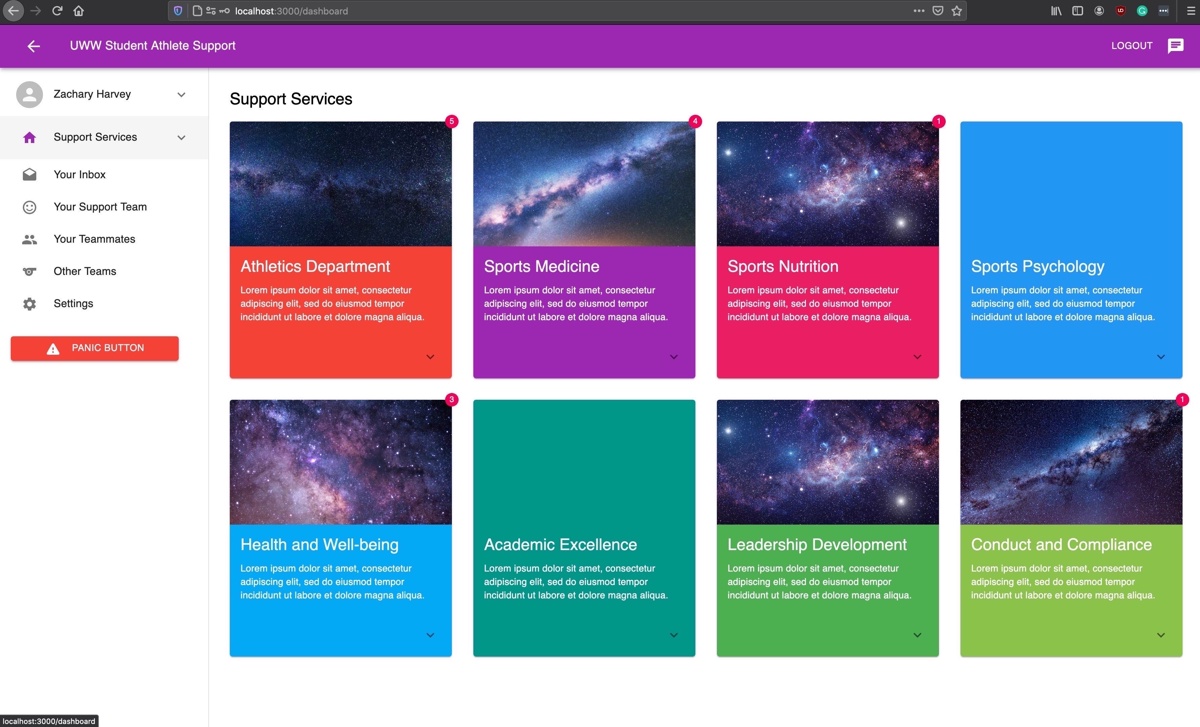 localhost:3000/dashboard
UWW Student Athlete Support
LOGOUT
Zachary Harvey
Support Services
Your Inbox
Your Support Team
Your Teammates
Other Teams
Settings
PANIC BUTTON
Support Services
5
Athletics Department
Lorem ipsum dolor sit amet, consectetur
adipiscing elit, sed do eiusmod tempor
incididunt ut labore et dolore magna aliqua.
4
Sports Medicine
Lorem ipsum dolor sit amet, consectetur
adipiscing elit, sed do eiusmod tempor
incididunt ut labore et dolore magna aliqua.
1
Sports Nutrition
Lorem ipsum dolor sit amet, consectetur
adipiscing elit, sed do eiusmod tempor
incididunt ut labore et dolore magna aliqua.
Sports Psychology
Lorem ipsum dolor sit amet, consectetur
adipiscing elit, sed do eiusmod tempor
incididunt ut labore et dolore magna aliqua.
3
Health and Well-being
Lorem ipsum dolor sit amet, consectetur
adipiscing elit, sed do eiusmod tempor
incididunt ut labore et dolore magna aliqua.
Academic Excellence
Lorem ipsum dolor sit amet, consectetur
adipiscing elit, sed do eiusmod tempor
incididunt ut labore et dolore magna aliqua.
Leadership Development
Lorem ipsum dolor sit amet, consectetur
adipiscing elit, sed do eiusmod tempor
incididunt ut labore et dolore magna aliqua.
1
Conduct and Compliance
Lorem ipsum dolor sit amet, consectetur
adipiscing elit, sed do eiusmod tempor
incididunt ut labore et dolore magna aliqua.
localhost:3000/dashboard